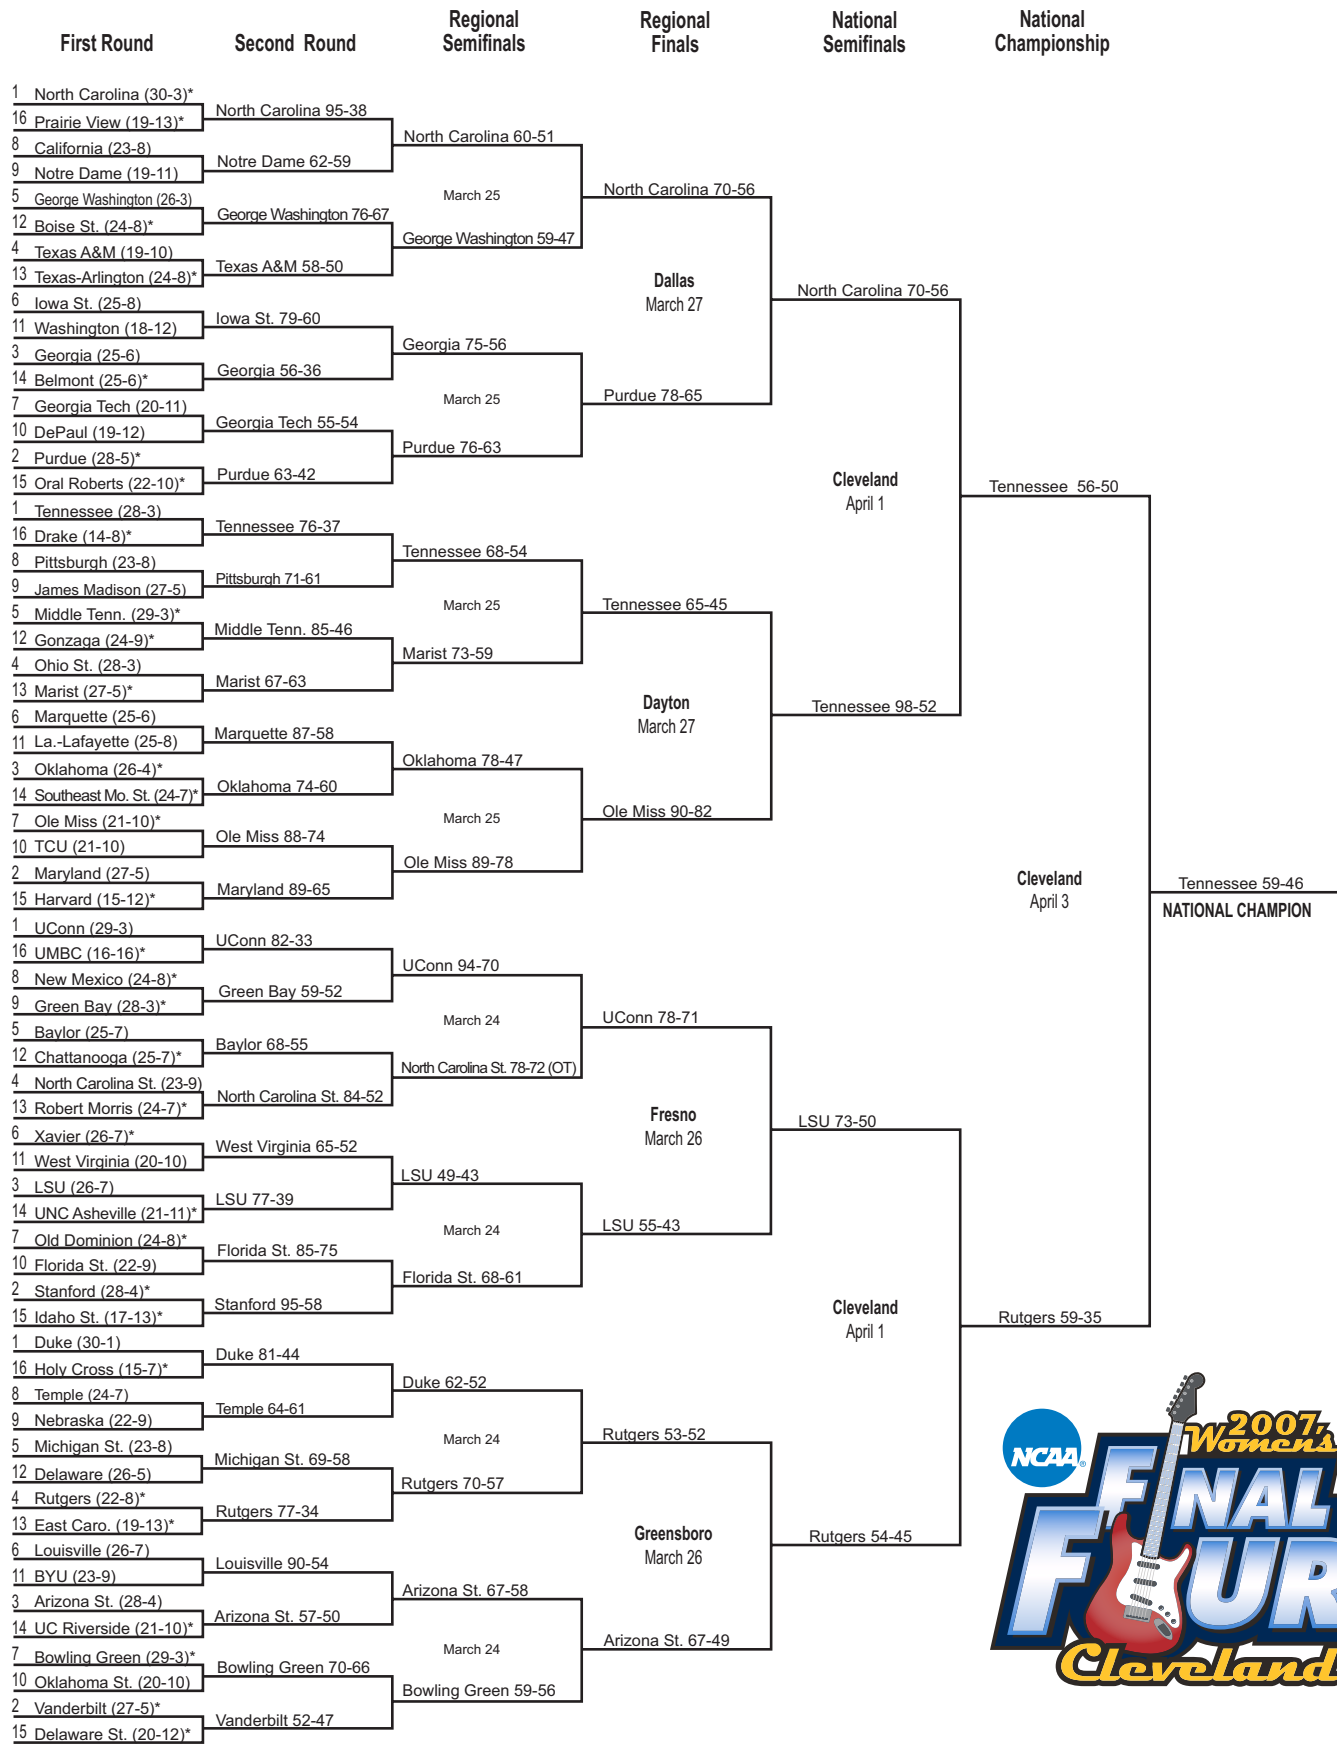 First Round
Second Round
Regional
Semifinals
Regional
Finals
National
Semifinals
National
Championship
1 North Carolina (30-3)*
16 Prairie View (19-13)*
8 California (23-8)
9 Notre Dame (19-11)
5 George Washington (26-3)
12 Boise St. (24-8)*
4 Texas A&M (19-10)
13 Texas-Arlington (24-8)*
6 Iowa St. (25-8)
11 Washington (18-12)
3 Georgia (25-6)
14 Belmont (25-6)*
7 Georgia Tech (20-11)
10 DePaul (19-12)
2 Purdue (28-5)*
15 Oral Roberts (22-10)*
1 Tennessee (28-3)
16 Drake (14-8)*
8 Pittsburgh (23-8)
9 James Madison (27-5)
5 Middle Tenn. (29-3)*
12 Gonzaga (24-9)*
4 Ohio St. (28-3)
13 Marist (27-5)*
6 Marquette (25-6)
11 La.-Lafayette (25-8)
3 Oklahoma (26-4)*
14 Southeast Mo. St. (24-7)*
7 Ole Miss (21-10)*
10 TCU (21-10)
2 Maryland (27-5)
15 Harvard (15-12)*
1 UConn (29-3)
16 UMBC (16-16)*
8 New Mexico (24-8)*
9 Green Bay (28-3)*
5 Baylor (25-7)
12 Chattanooga (25-7)*
4 North Carolina St. (23-9)
13 Robert Morris (24-7)*
6 Xavier (26-7)*
11 West Virginia (20-10)
3 LSU (26-7)
14 UNC Asheville (21-11)*
7 Old Dominion (24-8)*
10 Florida St. (22-9)
2 Stanford (28-4)*
15 Idaho St. (17-13)*
1 Duke (30-1)
16 Holy Cross (15-7)*
8 Temple (24-7)
9 Nebraska (22-9)
5 Michigan St. (23-8)
12 Delaware (26-5)
4 Rutgers (22-8)*
13 East Caro. (19-13)*
6 Louisville (26-7)
11 BYU (23-9)
3 Arizona St. (28-4)
14 UC Riverside (21-10)*
7 Bowling Green (29-3)*
10 Oklahoma St. (20-10)
2 Vanderbilt (27-5)*
15 Delaware St. (20-12)*
North Carolina 95-38
Notre Dame 62-59
George Washington 76-67
Texas A&M 58-50
Iowa St. 79-60
Georgia 56-36
Georgia Tech 55-54
Purdue 63-42
Tennessee 76-37
Pittsburgh 71-61
Middle Tenn. 85-46
Marist 67-63
Marquette 87-58
Oklahoma 74-60
Ole Miss 88-74
Maryland 89-65
UConn 82-33
Green Bay 59-52
Baylor 68-55
North Carolina St. 84-52
West Virginia 65-52
LSU 77-39
Florida St. 85-75
Stanford 95-58
Duke 81-44
Temple 64-61
Michigan St. 69-58
Rutgers 77-34
Louisville 90-54
Arizona St. 57-50
Bowling Green 70-66
Vanderbilt 52-47
North Carolina 60-51
March 25
George Washington 59-47
Georgia 75-56
March 25
Purdue 76-63
Tennessee 68-54
March 25
Marist 73-59
Oklahoma 78-47
March 25
Ole Miss 89-78
UConn 94-70
March 24
North Carolina St. 78-72 (OT)
LSU 49-43
March 24
Florida St. 68-61
Duke 62-52
March 24
Rutgers 70-57
Arizona St. 67-58
March 24
Bowling Green 59-56
North Carolina 70-56
Dallas
March 27
Purdue 78-65
Tennessee 65-45
Dayton
March 27
Ole Miss 90-82
UConn 78-71
Fresno
March 26
LSU 55-43
Rutgers 53-52
Greensboro
March 26
Arizona St. 67-49
North Carolina 70-56
Cleveland
April 1
Tennessee 98-52
LSU 73-50
Cleveland
April 1
Rutgers 54-45
Tennessee 56-50
Cleveland
April 3
Rutgers 59-35
Tennessee 59-46
NATIONAL CHAMPION
NCAA®
2007
Womens
FINAL
FOUR
Cleveland